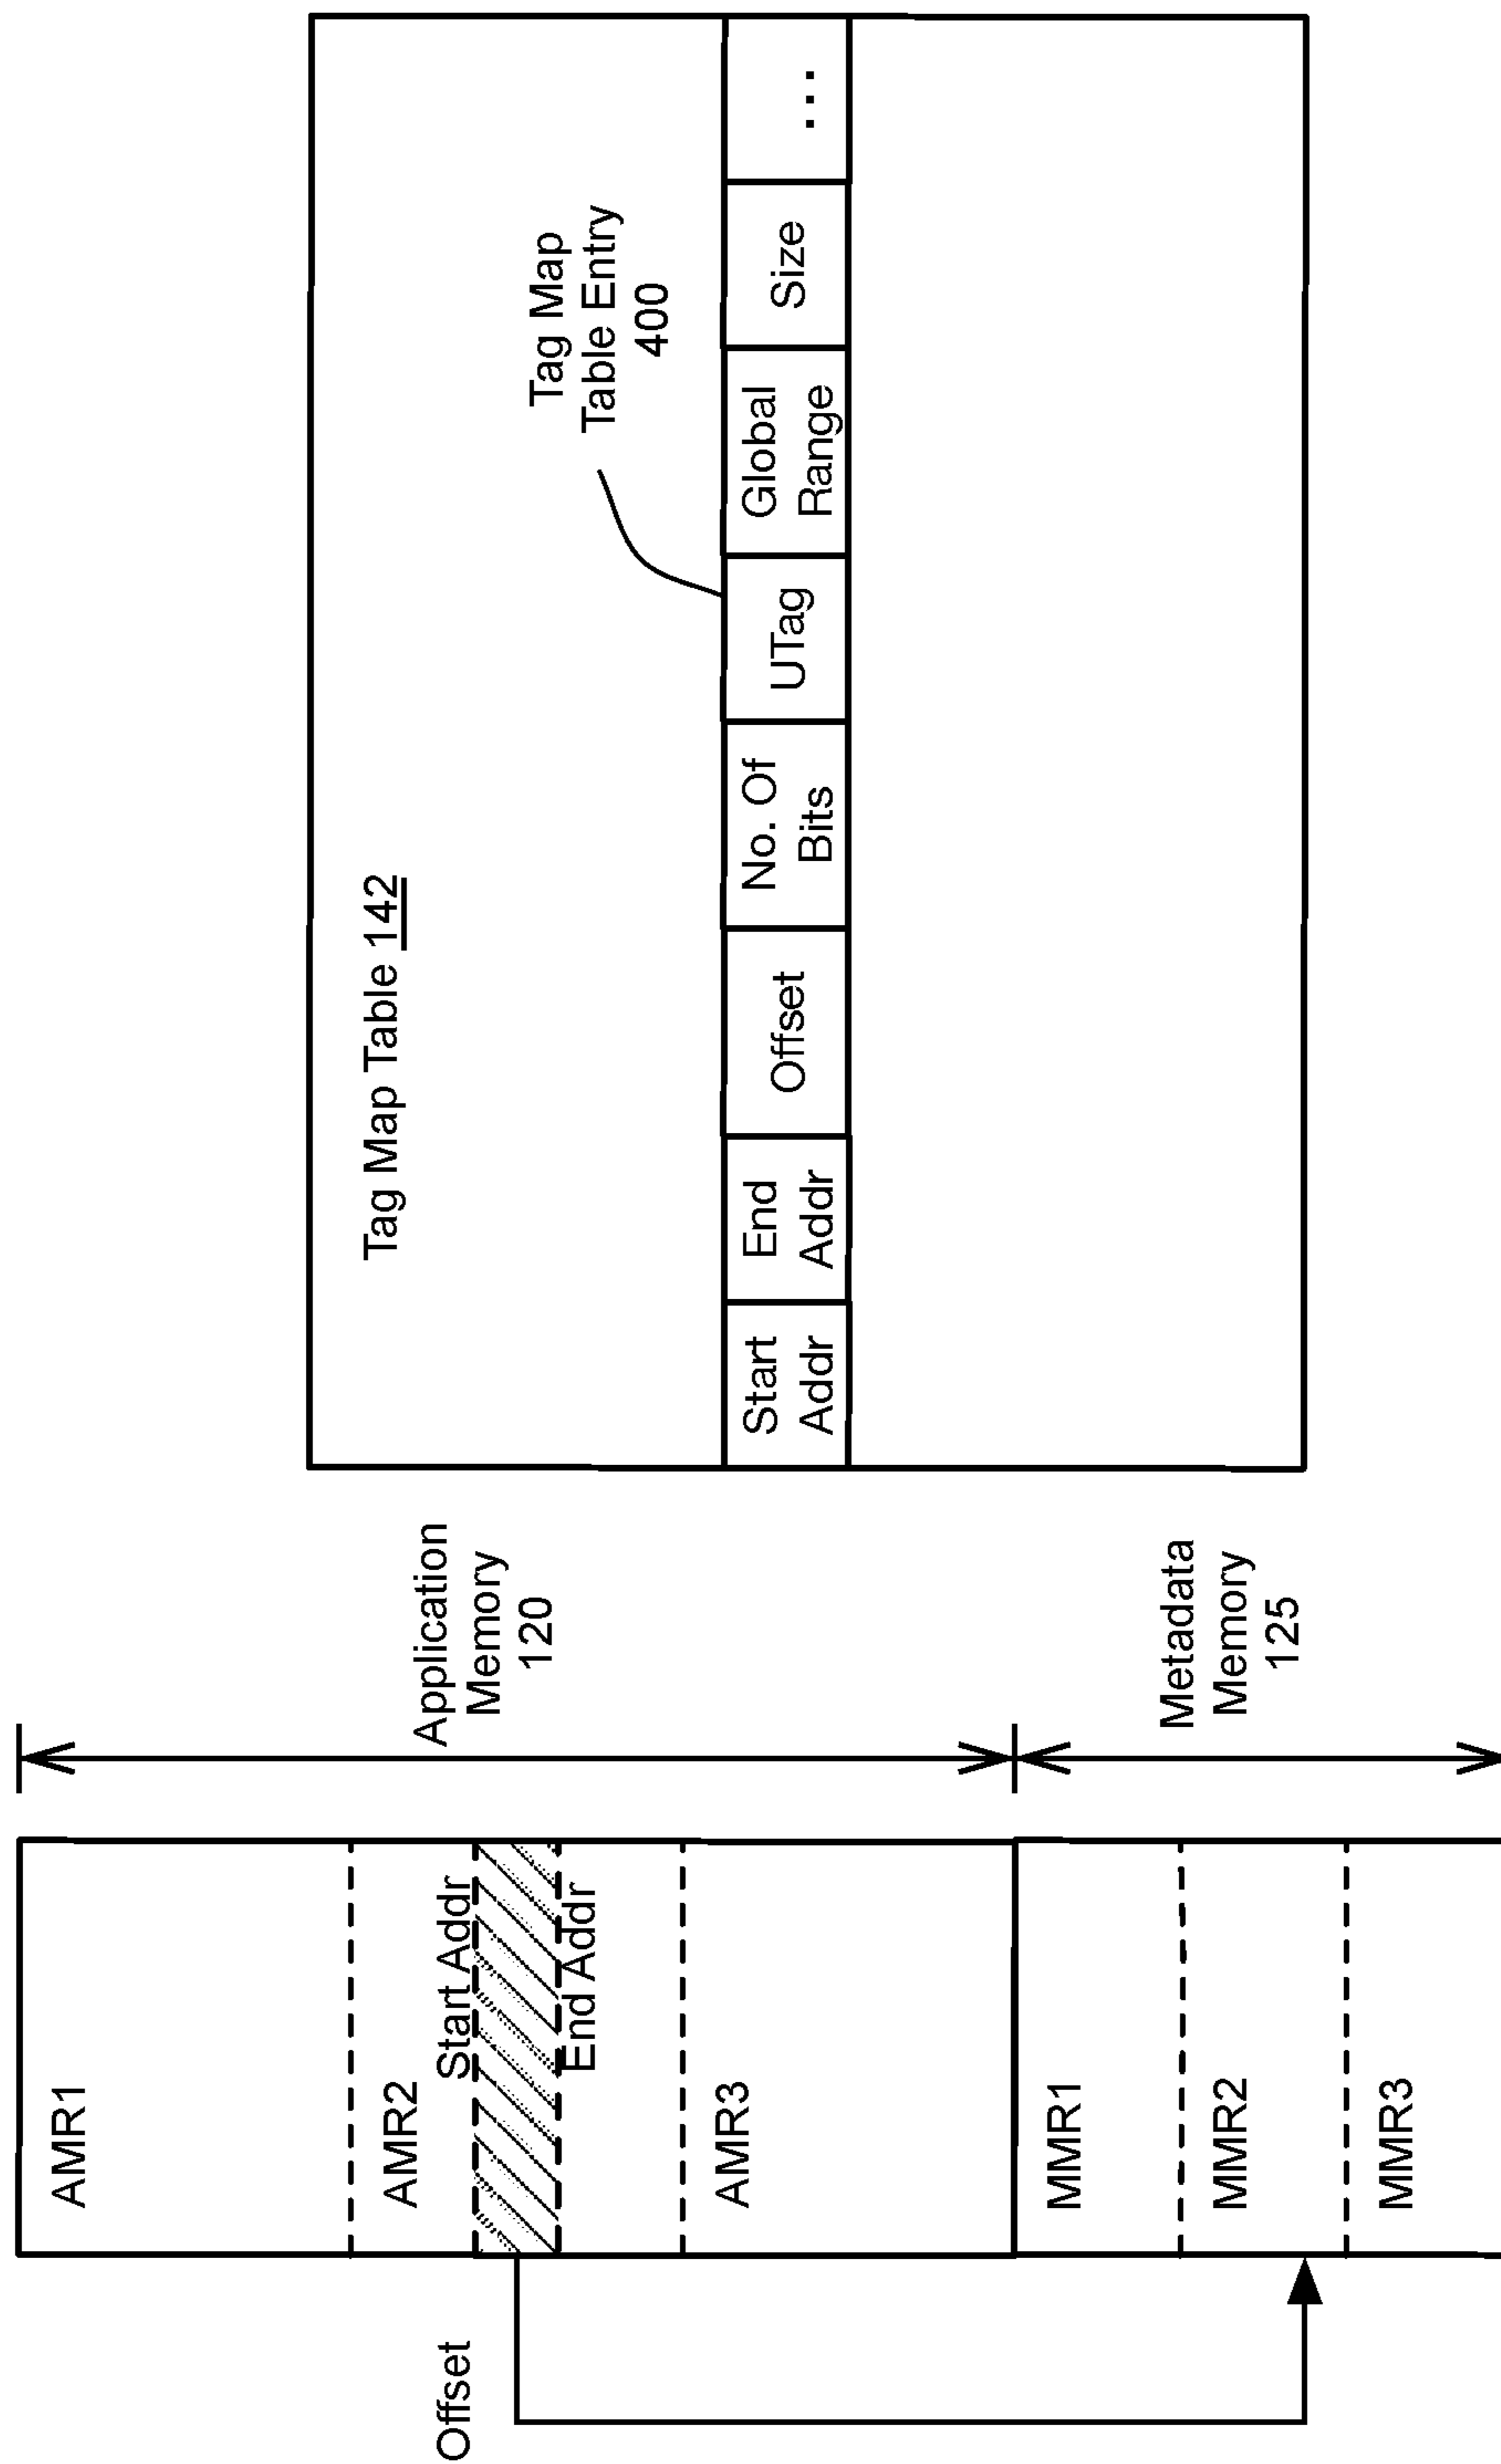 AMR1
AMR2
Start Addr
End Addr
AMR3
MMR1
MMR2
MMR3
Offset
Application
Memory
120
Metadata
Memory
125
Tag Map Table 142
Tag Map
Table Entry
400
Start
Addr
End
Addr
Offset
No. Of
Bits
UTag
Global
Range
Size
...